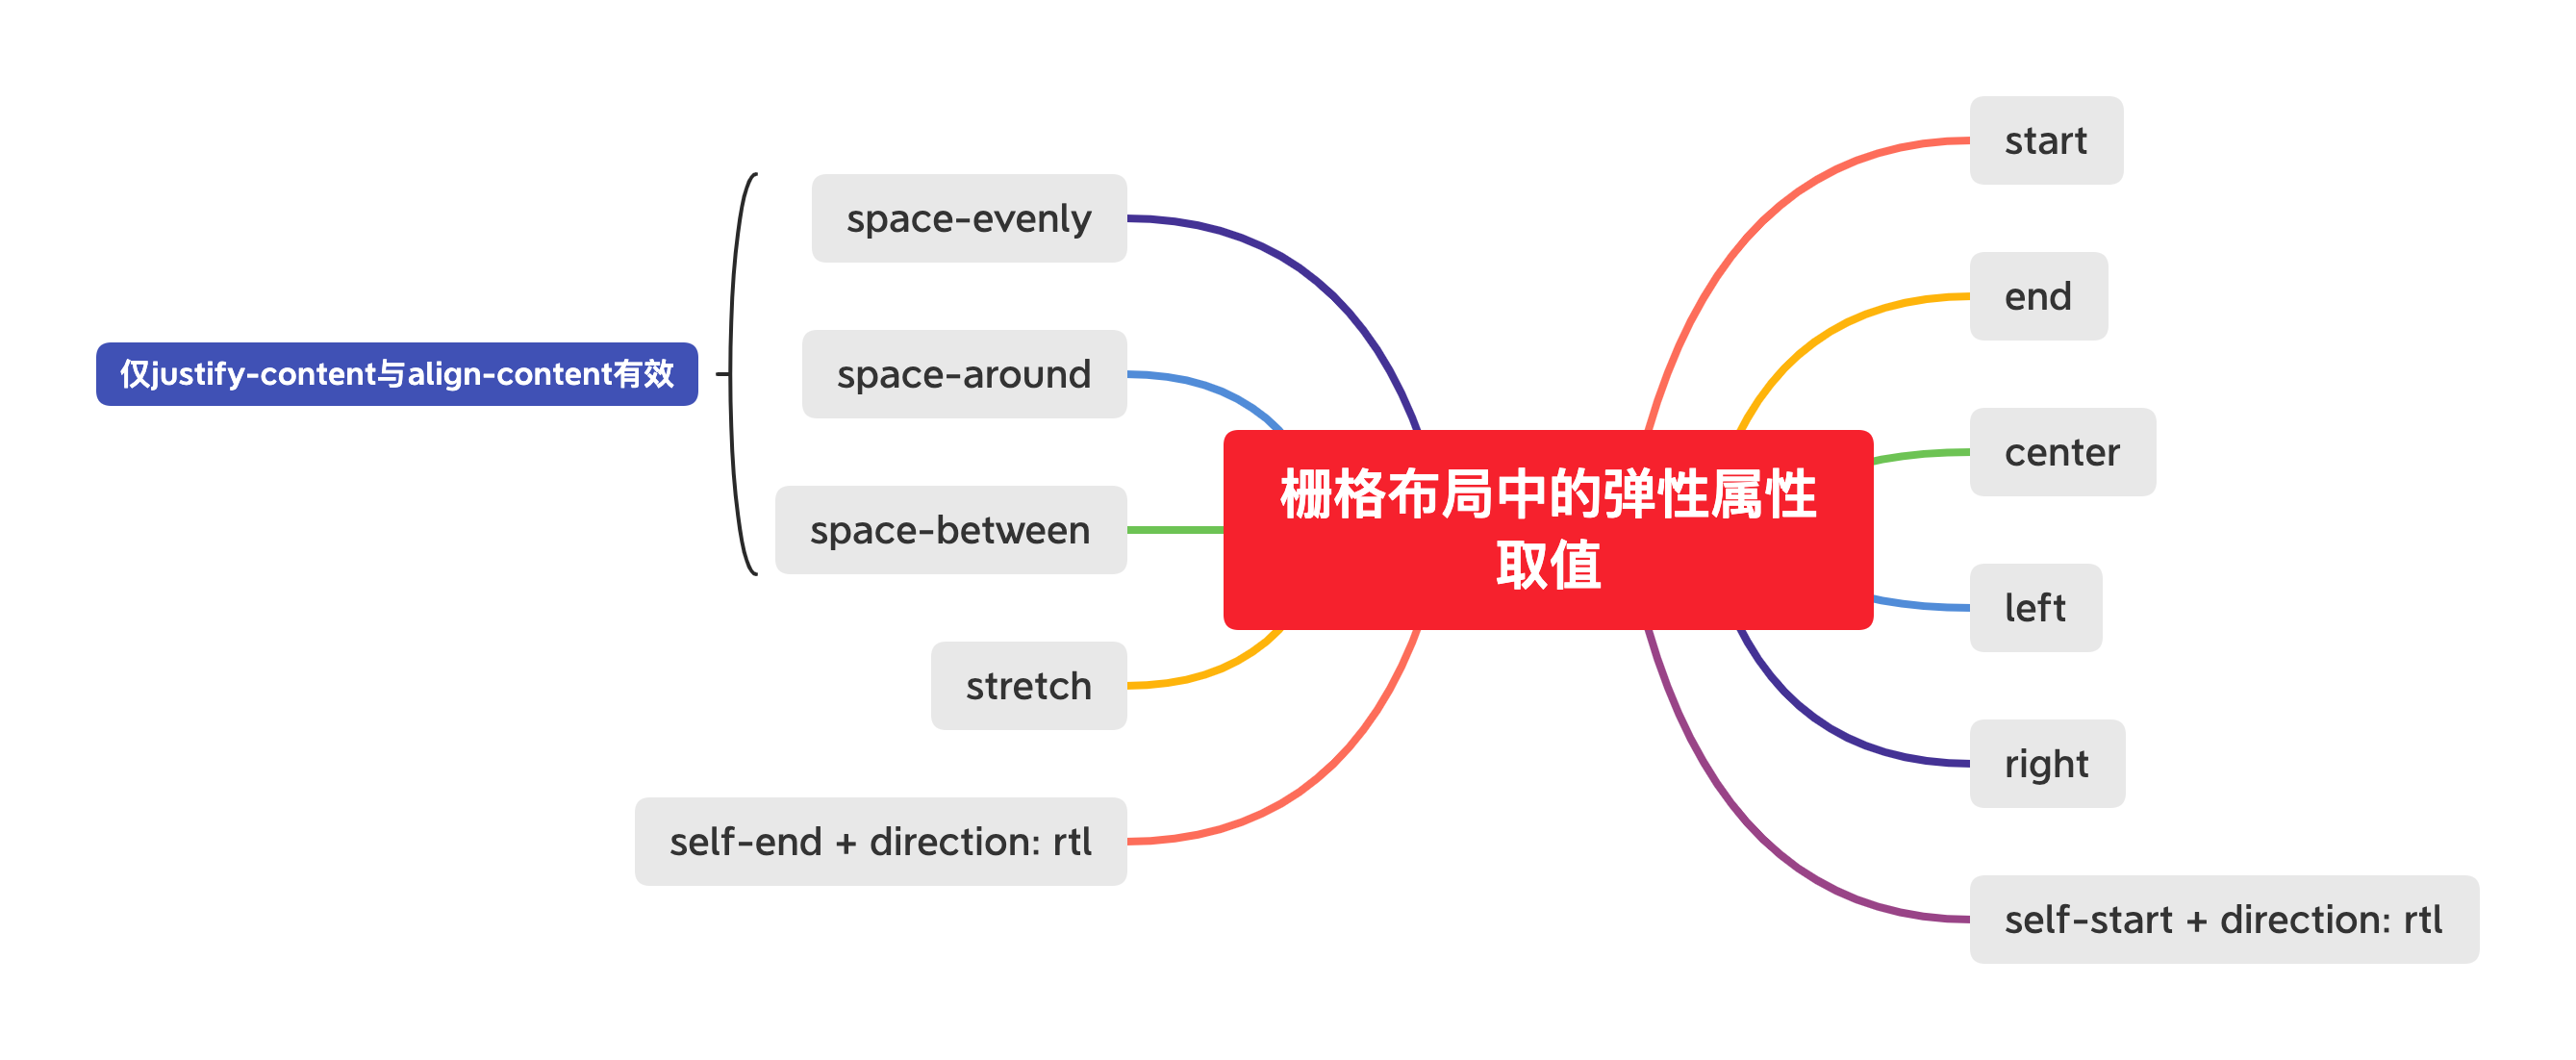 栅格布局中的弹性属性
取值
start
end
center
left
right
self-start + direction: rtl
space-evenly
space-around
space-between
stretch
self-end + direction: rtl
仅justify-content与align-content有效